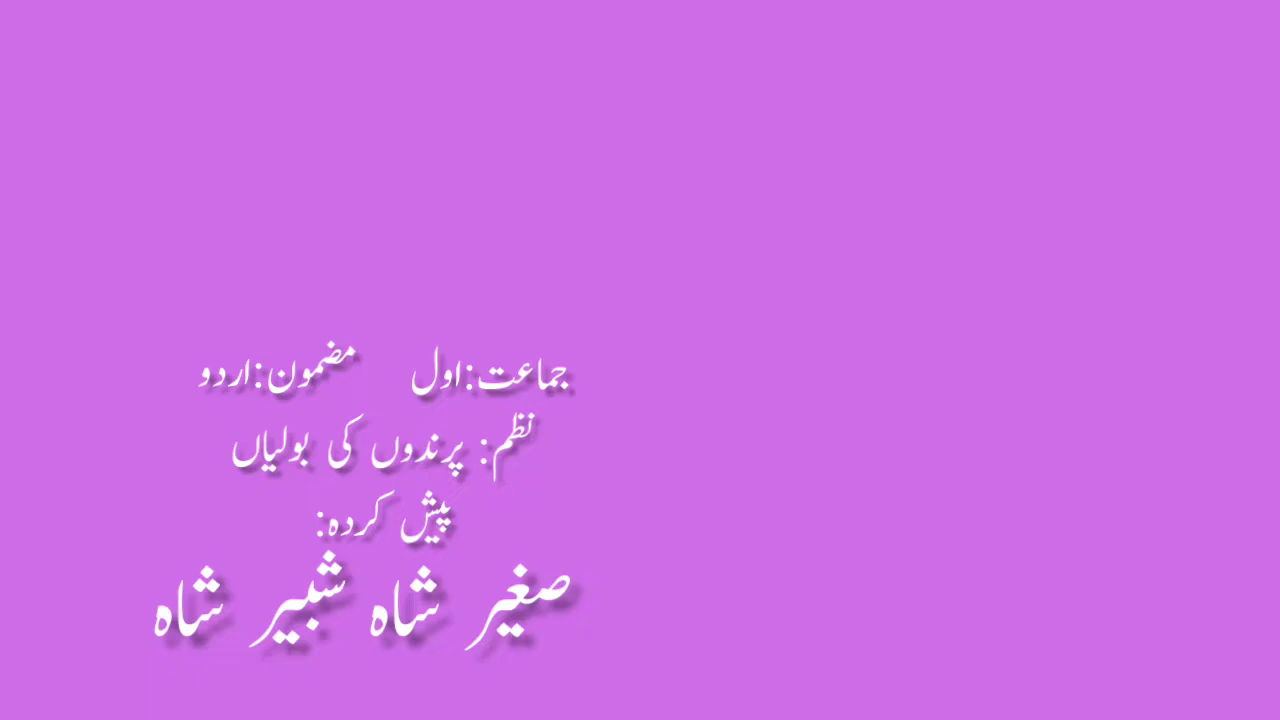 جماعت:اول مضمون:اردو
نظم: پرندوں کی بولیاں
پیش کردہ:
صغیر شاہ شبیر شاہ